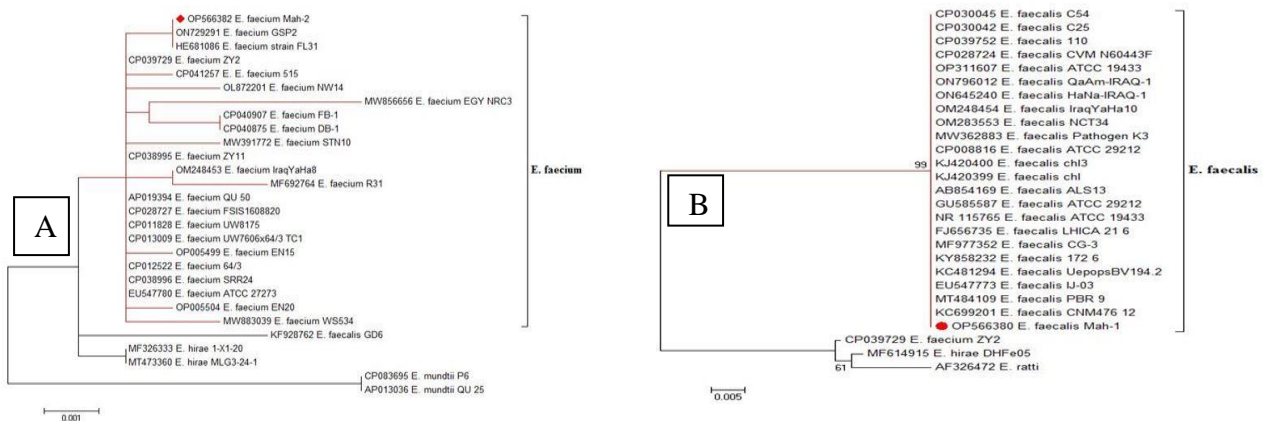 OP566382 E. faecium Mah-2
ON729291 E. faecium GSP2
HE681086 E. faecium strain FL31
CP039729 E. faecium ZY2
CP041257 E. E. faecium 515
OL872201 E. faecium NW14
MW856656 E. faecium EGY NRC3
CP040907 E. faecium FB-1
CP040875 E. faecium DB-1
MW391772 E. faecium STN10
CP038995 E. faecium ZY11
OM248453 E. faecium IraqYaHa8
MF692764 E. faecium R31
AP019394 E. faecium QU 50
CP028727 E. faecium FSIS1608820
CP011828 E. faecium UW8175
CP013009 E. faecium UW7606x64/3 TC1
OP005499 E. faecium EN15
CP012522 E. faecium 64/3
CP038996 E. faecium SRR24
EU547780 E. faecium ATCC 27273
OP005504 E. faecium EN20
MW883039 E. faecium WS534
KF928762 E. faecalis GD6
MF326333 E. hirae 1-X1-20
MT473360 E. hirae MLG3-24-1
CP083695 E. mundtii P6
AP013036 E. mundtii QU 25
E. faecium
A
0.001
CP030045 E. faecalis C54
CP030042 E. faecalis C25
CP039752 E. faecalis 110
CP028724 E. faecalis CVM N60443F
OP311607 E. faecalis ATCC 19433
ON796012 E. faecalis QaAm-IRAQ-1
ON645240 E. faecalis HaNa-IRAQ-1
OM248454 E. faecalis IraqYaHa10
OM283553 E. faecalis NCT34
MW362883 E. faecalis Pathogen K3
CP008816 E. faecalis ATCC 29212
KJ420400 E. faecalis chl3
KJ420399 E. faecalis chl
AB854169 E. faecalis ALS13
GU585587 E. faecalis ATCC 29212
NR 115765 E. faecalis ATCC 19433
FJ656735 E. faecalis LHICA 21 6
MF977352 E. faecalis CG-3
KY858232 E. faecalis 172 6
KC481294 E. faecalis UepopsBV194.2
EU547773 E. faecalis IJ-03
MT484109 E. faecalis PBR 9
KC699201 E. faecalis CNM476 12
OP566380 E. faecalis Mah-1
CP039729 E. faecium ZY2
MF614915 E. hirae DHFe05
AF326472 E. ratti
99
61
E. faecalis
B
0.005